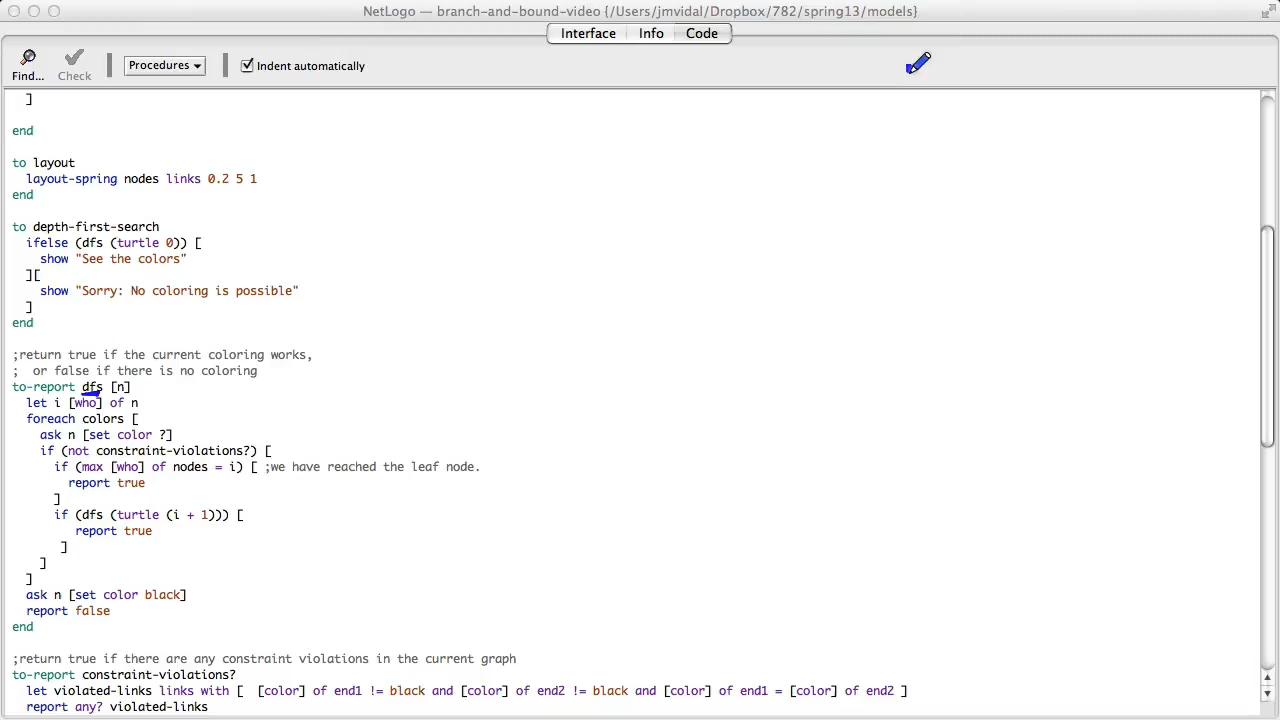 NetLogo — branch-and-bound-video {/Users/jmvidal/Dropbox/782/spring13/models}
Interface Info Code
Find... Check Procedures Indent automatically
]
end
to layout
layout-spring nodes links 0.2 5 1
end
to depth-first-search
ifelse (dfs (turtle 0)) [
show "See the colors"
][
show "Sorry: No coloring is possible"
]
end
;return true if the current coloring works,
; or false if there is no coloring
to-report dfs [n]
let i [who] of n
foreach colors [
ask n [set color ?]
if (not constraint-violations?) [
if (max [who] of nodes = i) [ ;we have reached the leaf node.
report true
]
if (dfs (turtle (i + 1))) [
report true
]
]
]
ask n [set color black]
report false
end
;return true if there are any constraint violations in the current graph
to-report constraint-violations?
let violated-links links with [ [color] of end1 != black and [color] of end2 != black and [color] of end1 = [color] of end2 ]
report any? violated-links